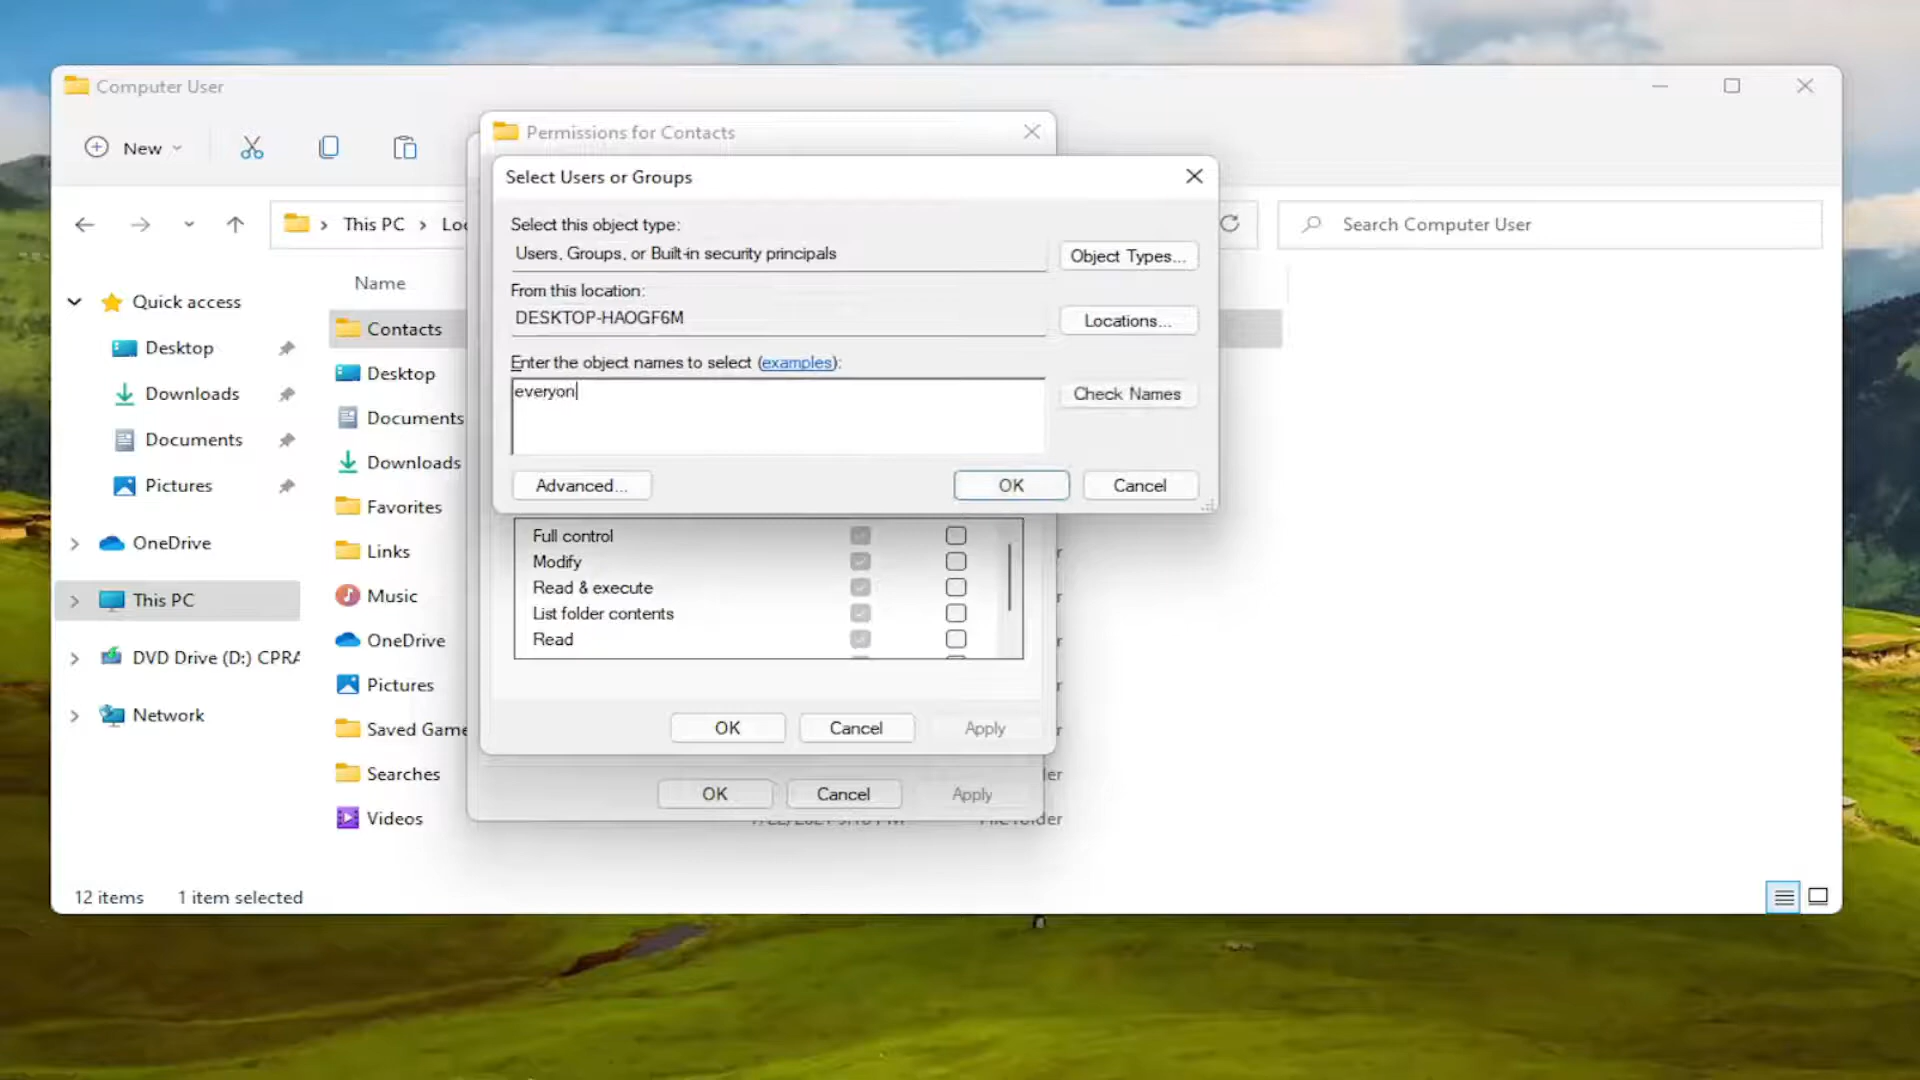 Computer User
New
Permissions for Contacts
Select Users or Groups
This PC
Search Computer User
Select this object type:
Users, Groups, or Built-in security principals
Object Types...
From this location:
DESKTOP-HAOGF6M
Locations...
Enter the object names to select (examples):
everyon
Check Names
Advanced...
OK
Cancel
Name
Quick access
Desktop
Downloads
Documents
Pictures
OneDrive
This PC
DVD Drive (D:) CPRA
Network
Contacts
Desktop
Documents
Downloads
Favorites
Links
Music
OneDrive
Pictures
Saved Game
Searches
Videos
Full control
Modify
Read & execute
List folder contents
Read
OK
Cancel
Apply
OK
Cancel
Apply
12 items
1 item selected